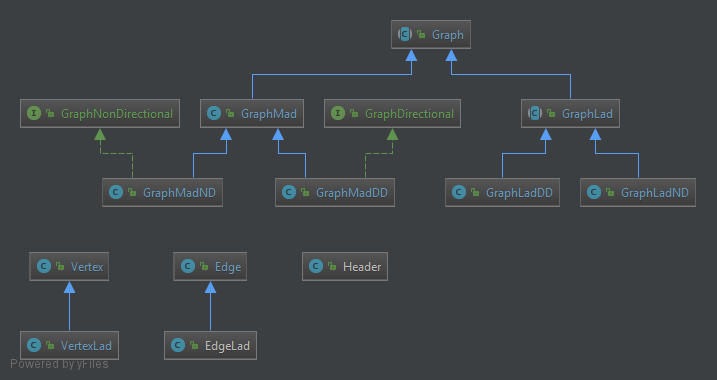 Graph
GraphNonDirectional
GraphMad
GraphDirectional
GraphLad
GraphMadND
GraphMadDD
GraphLadDD
GraphLadND
Vertex
Edge
Header
VertexLad
EdgeLad
Powered by yFiles